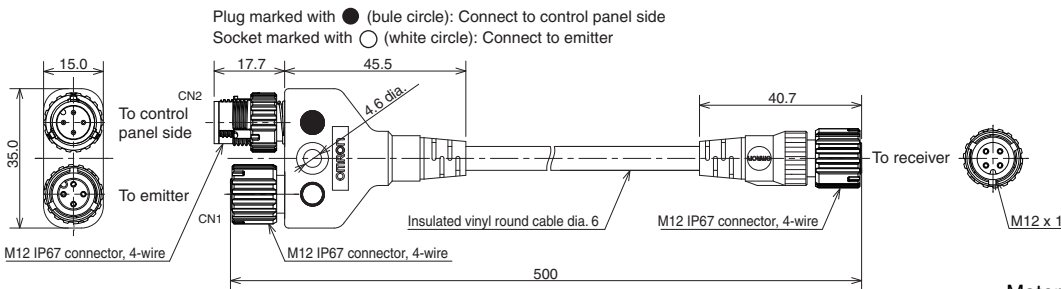 Plug marked with ● (bule circle): Connect to control panel side
Socket marked with ○ (white circle): Connect to emitter
15.0
17.7
45.5
40.7
4.6 dia.
CN2
To control
panel side
35.0
omron
To receiver
To emitter
CN1
Insulated vinyl round cable dia. 6
M12 IP67 connector, 4-wire
M12 x 1
M12 IP67 connector, 4-wire
M12 IP67 connector, 4-wire
500